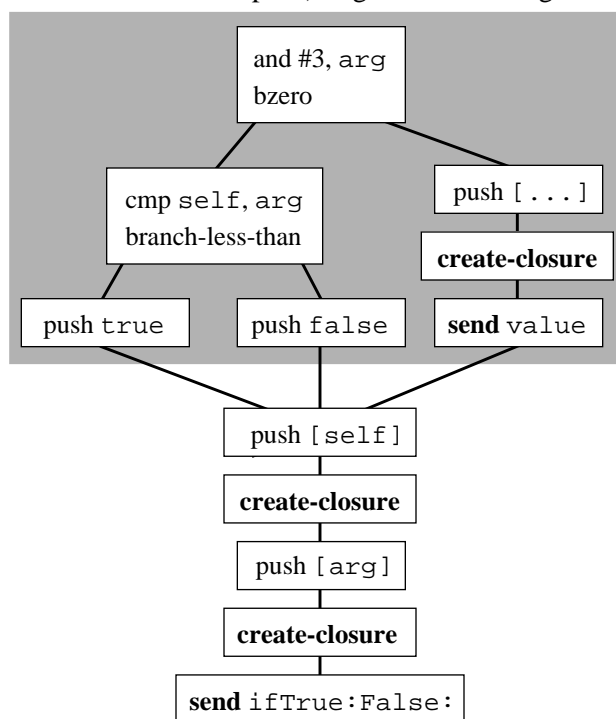 and #3, arg
bzero
cmp self, arg
branch-less-than
push [...]
create-closure
push true
push false
send value
push [self]
create-closure
push [arg]
create-closure
send ifTrue:False: